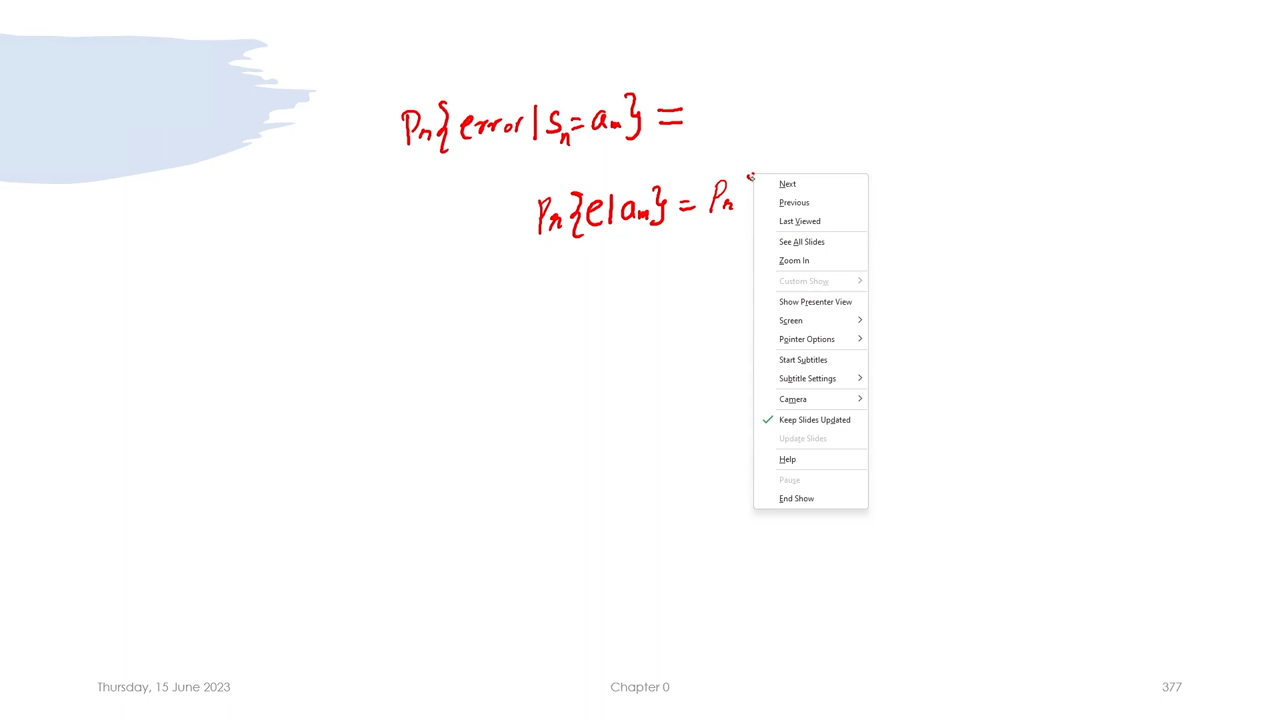 Pr{error | Sn = am} =
Pr{e | am} = Pr
Next
Previous
Last Viewed
See All Slides
Zoom In
Custom Show
Show Presenter View
Screen
Pointer Options
Start Subtitles
Subtitle Settings
Camera
Keep Slides Updated
Update Slides
Help
Pause
End Show
Thursday, 15 June 2023
Chapter 0
377